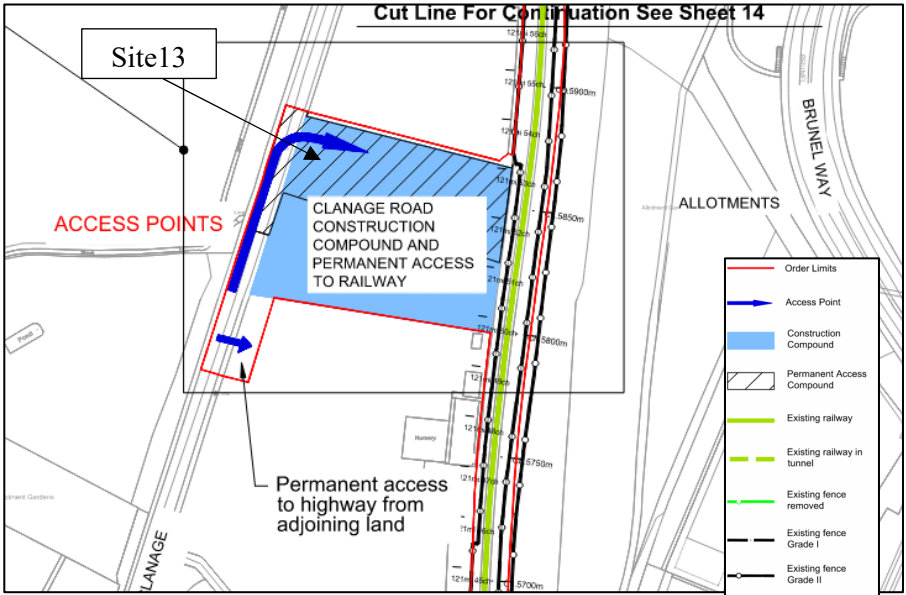 Cut Line For Continuation See Sheet 14
Site13
ACCESS POINTS
CLANAGE ROAD
CONSTRUCTION
COMPOUND AND
PERMANENT ACCESS
TO RAILWAY
ALLOTMENTS
BRUNEL WAY
5900m
5850m
5800m
5750m
5700m
Pond
Nursery
Permanent access
to highway from
adjoining land
LANAGE
Order Limits
Access Point
Construction
Compound
Permanent Access
Compound
Existing railway
Existing railway in
tunnel
Existing fence
removed
Existing fence
Grade I
Existing fence
Grade II